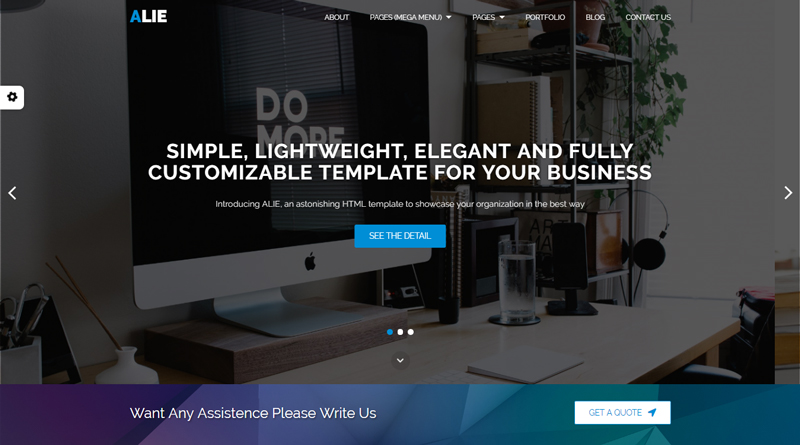 ALIE
ABOUT PAGES (MEGA MENU) PAGES PORTFOLIO BLOG CONTACT US
DO
MORE
SIMPLE, LIGHTWEIGHT, ELEGANT AND FULLY
CUSTOMIZABLE TEMPLATE FOR YOUR BUSINESS
Introducing ALIE, an astonishing HTML template to showcase your organization in the best way
SEE THE DETAIL
Want Any Assistence Please Write Us
GET A QUOTE